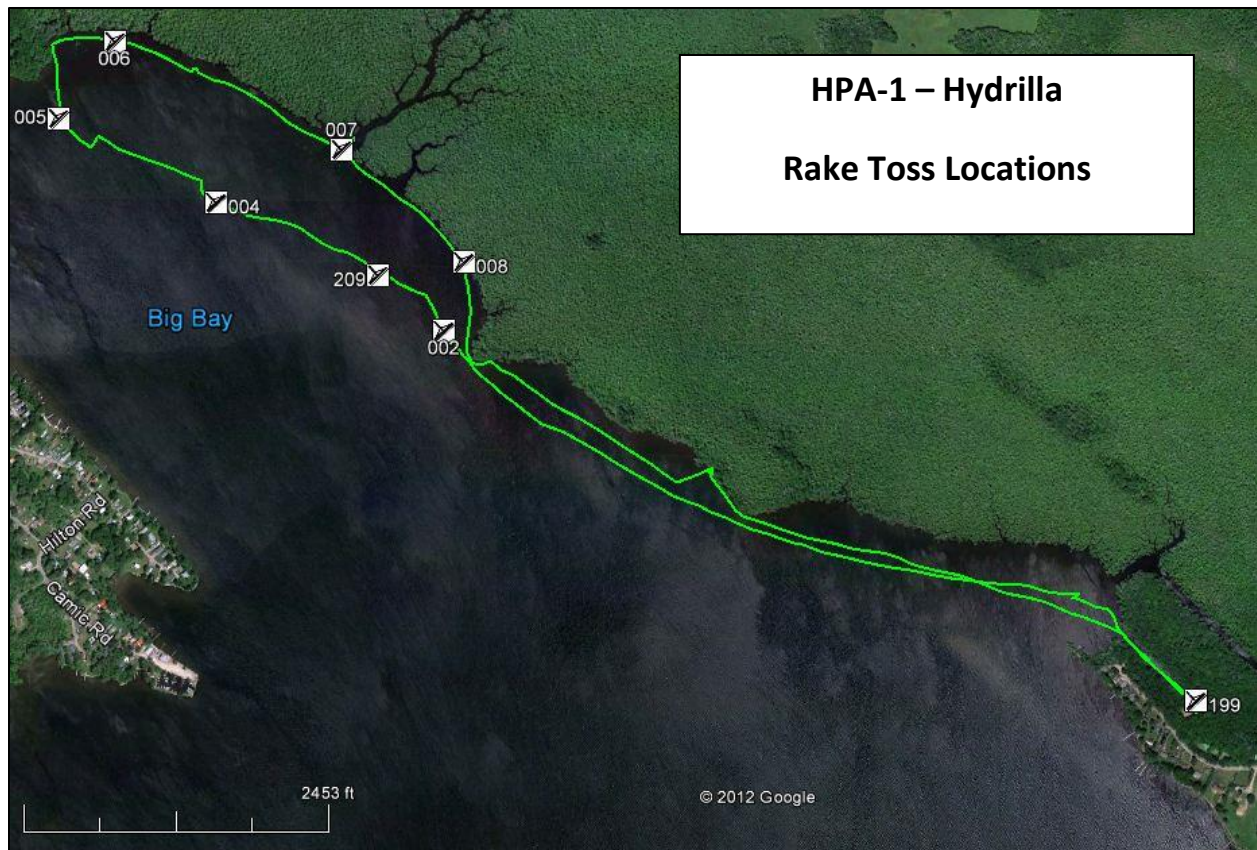 HPA-1 – Hydrilla
Rake Toss Locations
006
005
007
004
008
209
002
Big Bay
Hilton Rd
Camic Rd
199
2453 ft
© 2012 Google